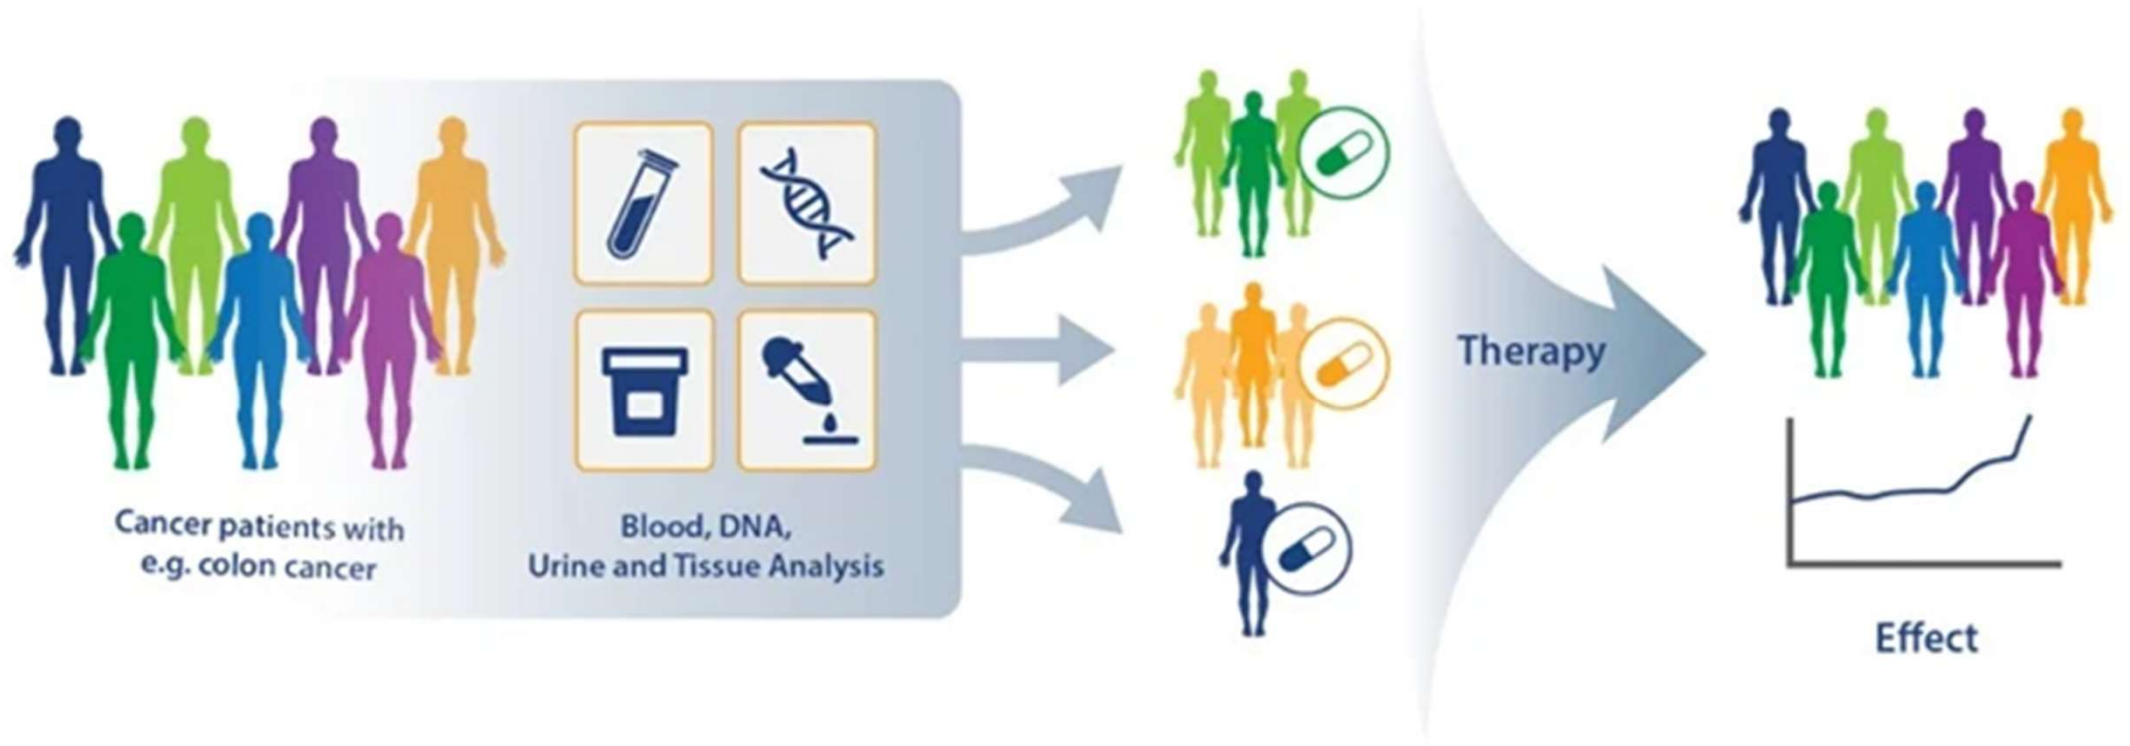 Cancer patients with
e.g. colon cancer
Blood, DNA,
Urine and Tissue Analysis
Therapy
Effect